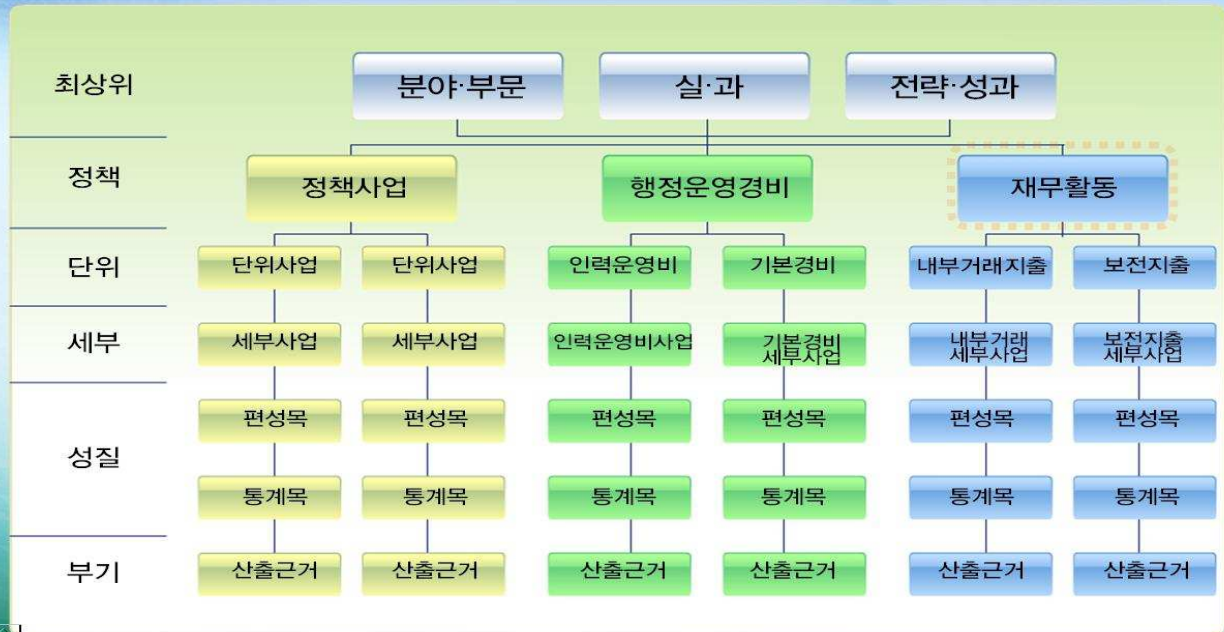 최상위
분야·부문
실·과
전략·성과
정책
정책사업
행정운영경비
재무활동
단위
단위사업
단위사업
인력운영비
기본경비
내부거래지출
보전지출
세부
세부사업
세부사업
인력운영비사업
기본경비
세부사업
내부거래
세부사업
보전지출
세부사업
성질
편성목
편성목
편성목
편성목
편성목
편성목
통계목
통계목
통계목
통계목
통계목
통계목
부기
산출근거
산출근거
산출근거
산출근거
산출근거
산출근거